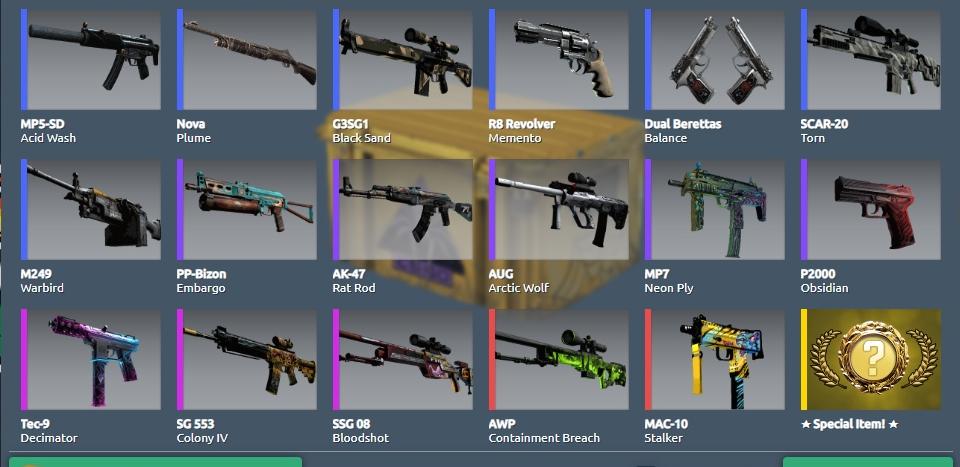 MP5-SD
Acid Wash
Nova
Plume
G3SG1
Black Sand
R8 Revolver
Memento
Dual Berettas
Balance
SCAR-20
Torn
M249
Warbird
PP-Bizon
Embargo
AK-47
Rat Rod
AUG
Arctic Wolf
MP7
Neon Ply
P2000
Obsidian
Tec-9
Decimator
SG 553
Colony IV
SSG 08
Bloodshot
AWP
Containment Breach
MAC-10
Stalker
?
★ Special Item! ★